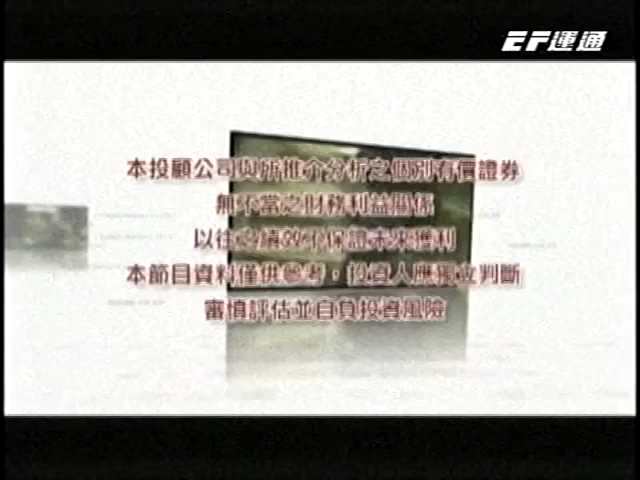 EF運通
本投顧公司與所推介分析之個別有價證券
無不當之財務利益關係
以往之績效不保證未來獲利
本節目資料僅供參考，投資人應獨立判斷
審慎評估並自負投資風險